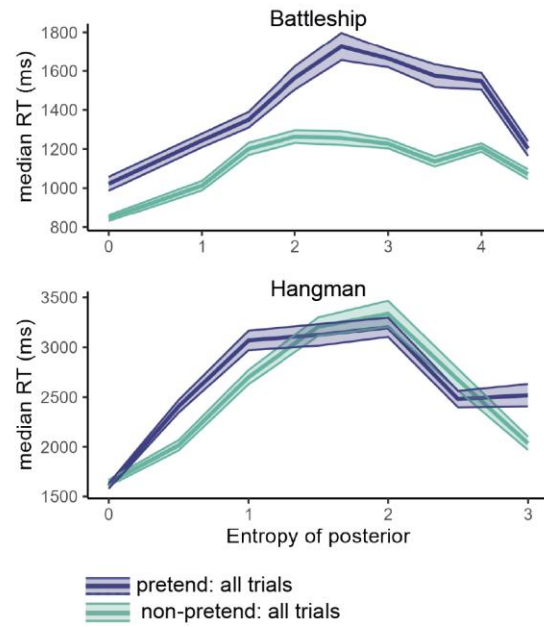 Battleship
median RT (ms)
1800
1600
1400
1200
1000
800
0 1 2 3 4
Hangman
median RT (ms)
3500
3000
2500
2000
1500
0 1 2 3
Entropy of posterior
pretend: all trials
non-pretend: all trials